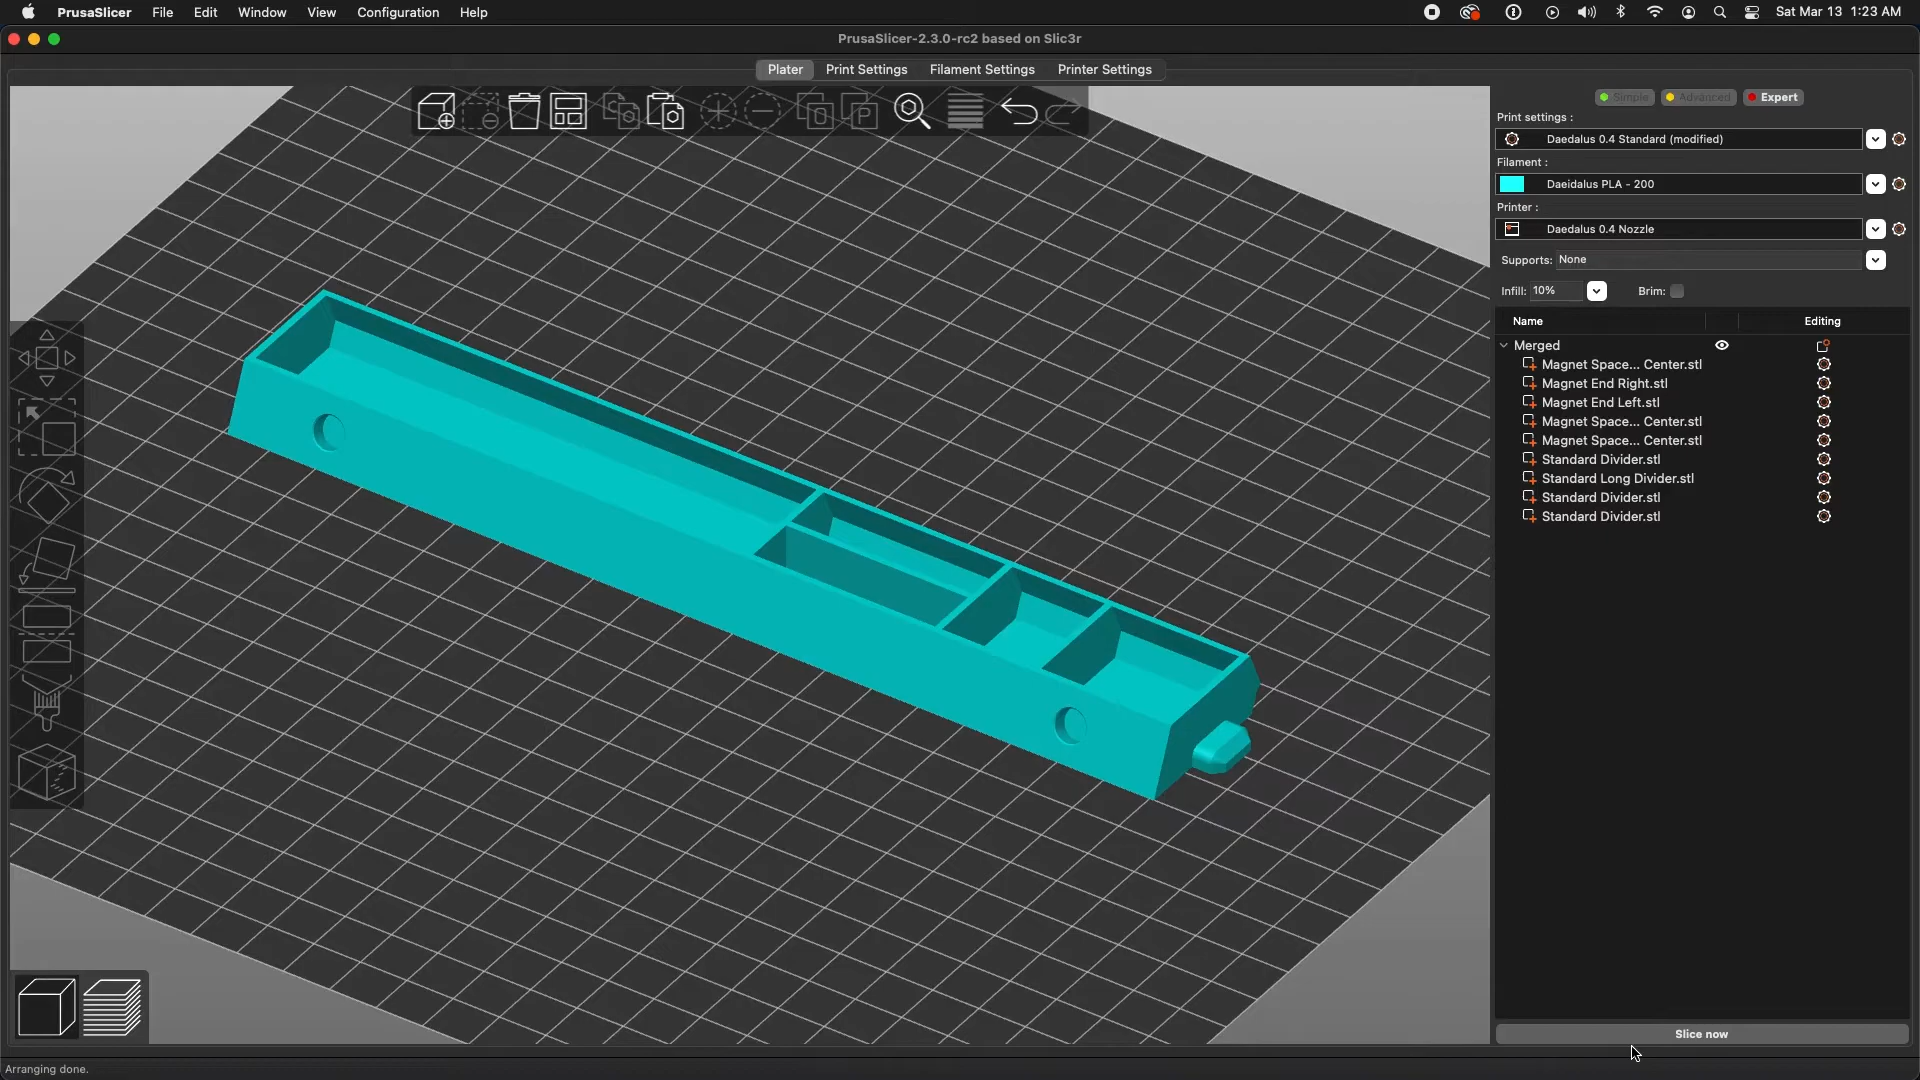 PrusaSlicer File Edit Window View Configuration Help
Sat Mar 13 1:23 AM
PrusaSlicer-2.3.0-rc2 based on Slic3r
Plater Print Settings Filament Settings Printer Settings
Simple Advanced Expert
Print settings :
Daedalus 0.4 Standard (modified)
Filament :
Daeidalus PLA - 200
Printer :
Daedalus 0.4 Nozzle
Supports: None
Infill: 10% Brim:
Name Editing
Merged
Magnet Space... Center.stl
Magnet End Right.stl
Magnet End Left.stl
Magnet Space... Center.stl
Magnet Space... Center.stl
Standard Divider.stl
Standard Long Divider.stl
Standard Divider.stl
Standard Divider.stl
Slice now
Arranging done.